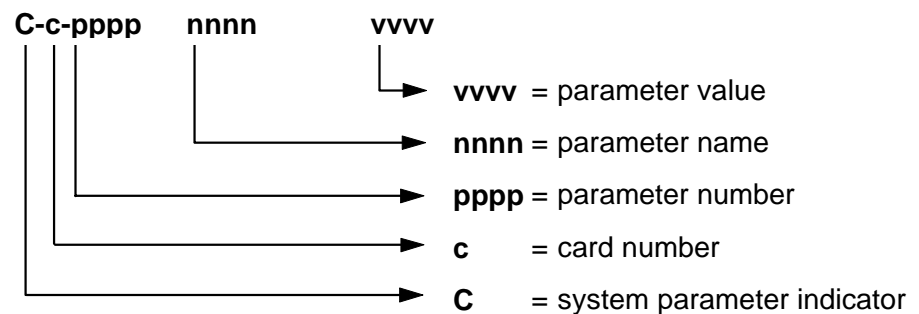 C-c-pppp nnnn vvvv
vvvv = parameter value
nnnn = parameter name
pppp = parameter number
c = card number
C = system parameter indicator